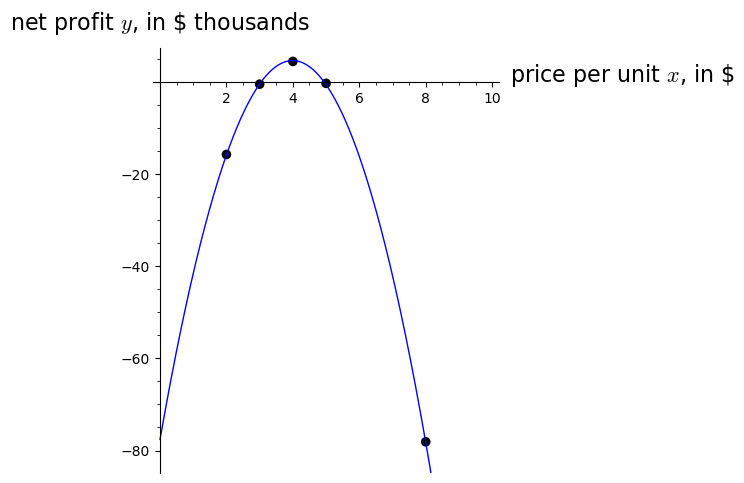 net profit y, in $ thousands
price per unit x, in $
2 4 6 8 10
−20
−40
−60
−80